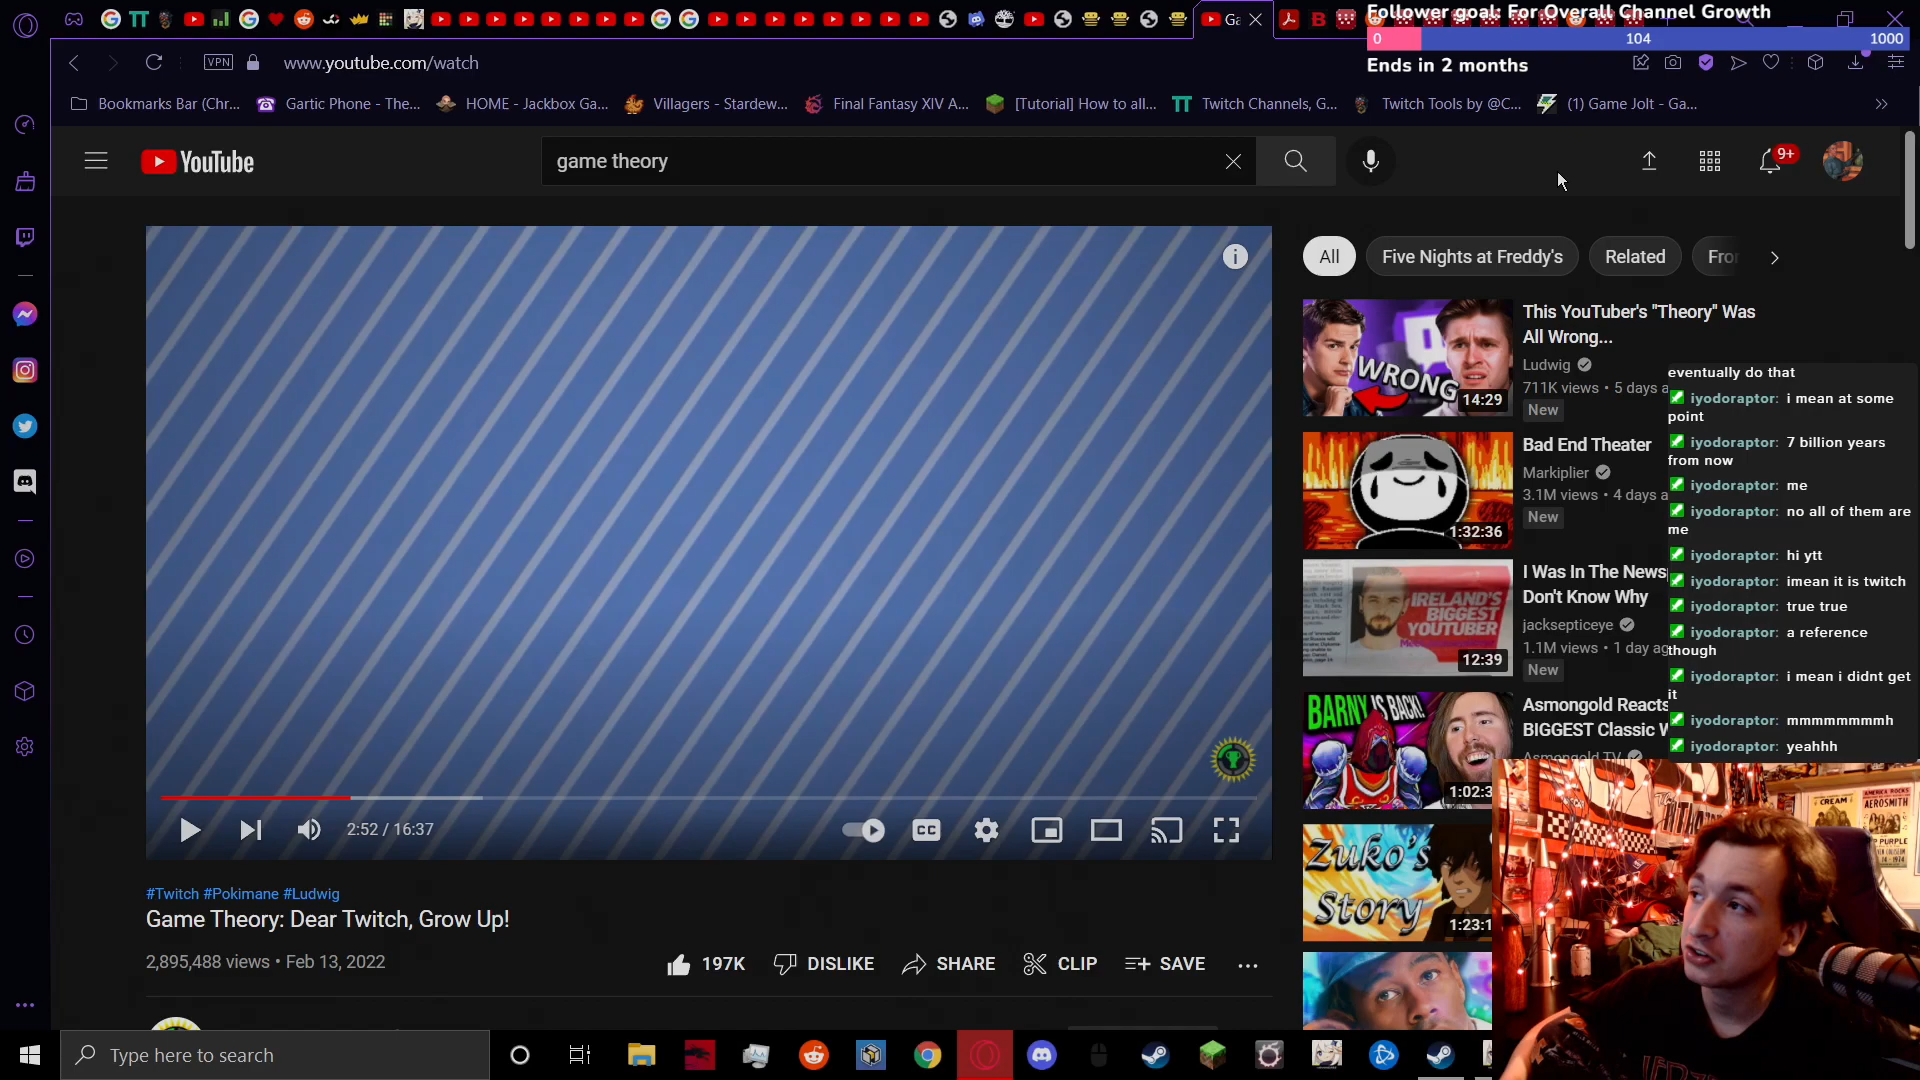 Follower goal: For Overall Channel Growth
0 104 1000
Ends in 2 months
VPN
www.youtube.com/watch
Bookmarks Bar (Chr...
Gartic Phone - The...
HOME - Jackbox Ga...
Villagers - Stardew...
Final Fantasy XIV A...
[Tutorial] How to all...
Twitch Channels, G...
Twitch Tools by @C...
(1) Game Jolt - Ga...
YouTube
game theory
9+
All
Five Nights at Freddy's
Related
This YouTuber's "Theory" Was
All Wrong...
Ludwig
711K views • 5 days a
New
WRONG
14:29
Bad End Theater
Markiplier
3.1M views • 4 days a
New
1:32:36
I Was In The News
Don't Know Why
jacksepticeye
1.1M views • 1 day ag
New
IRELAND'S
BIGGEST
YOUTUBER
12:39
Asmongold Reacts
BIGGEST Classic
Asmongold TV
BARNY IS BACK!
1:02:3
Zuko's
Story
1:23:1
eventually do that
iyodoraptor: i mean at some
point
iyodoraptor: 7 billion years
from now
iyodoraptor: me
iyodoraptor: no all of them are
me
iyodoraptor: hi ytt
iyodoraptor: imean it is twitch
iyodoraptor: true true
iyodoraptor: a reference
though
iyodoraptor: i mean i didnt get
it
iyodoraptor: mmmmmmmmh
iyodoraptor: yeahhh
CREAM
AEROSMITH
2:52 / 16:37
CC
#Twitch #Pokimane #Ludwig
Game Theory: Dear Twitch, Grow Up!
2,895,488 views • Feb 13, 2022
197K
DISLIKE
SHARE
CLIP
SAVE
Type here to search